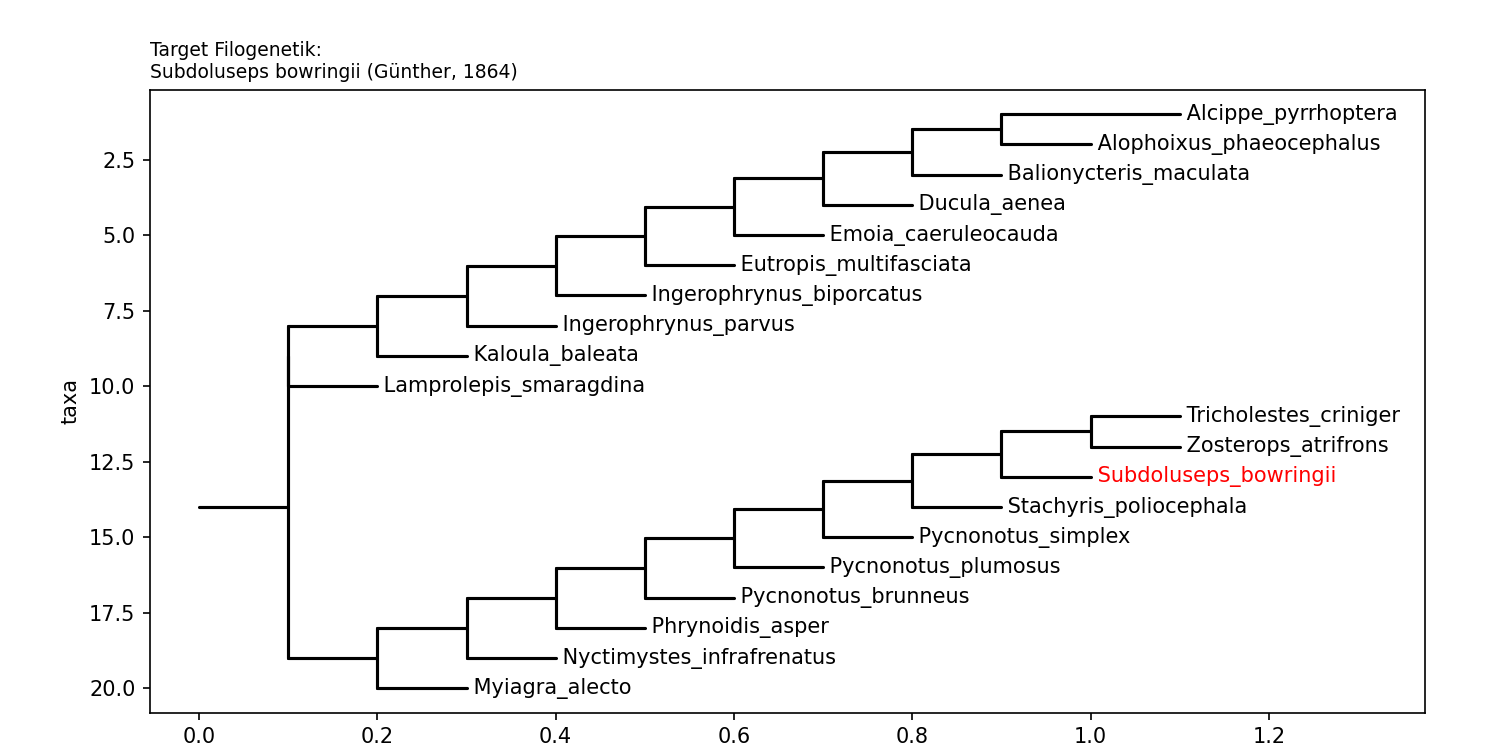 Target Filogenetik:
Subdoluseps bowringii (Günther, 1864)
Alcippe_pyrrhoptera
Alophoixus_phaeocephalus
2.5
Balionycteris_maculata
Ducula_aenea
5.0
Emoia_caeruleocauda
Eutropis_multifasciata
Ingerophrynus_biporcatus
7.5
Ingerophrynus_parvus
Kaloula_baleata
10.0
Lamprolepis_smaragdina
taxa
Tricholestes_criniger
Zosterops_atrifrons
12.5
Subdoluseps_bowringii
Stachyris_poliocephala
15.0
Pycnonotus_simplex
Pycnonotus_plumosus
Pycnonotus_brunneus
17.5
Phrynoidis_asper
Nyctimystes_infrafrenatus
20.0
Myiagra_alecto
0.0 0.2 0.4 0.6 0.8 1.0 1.2